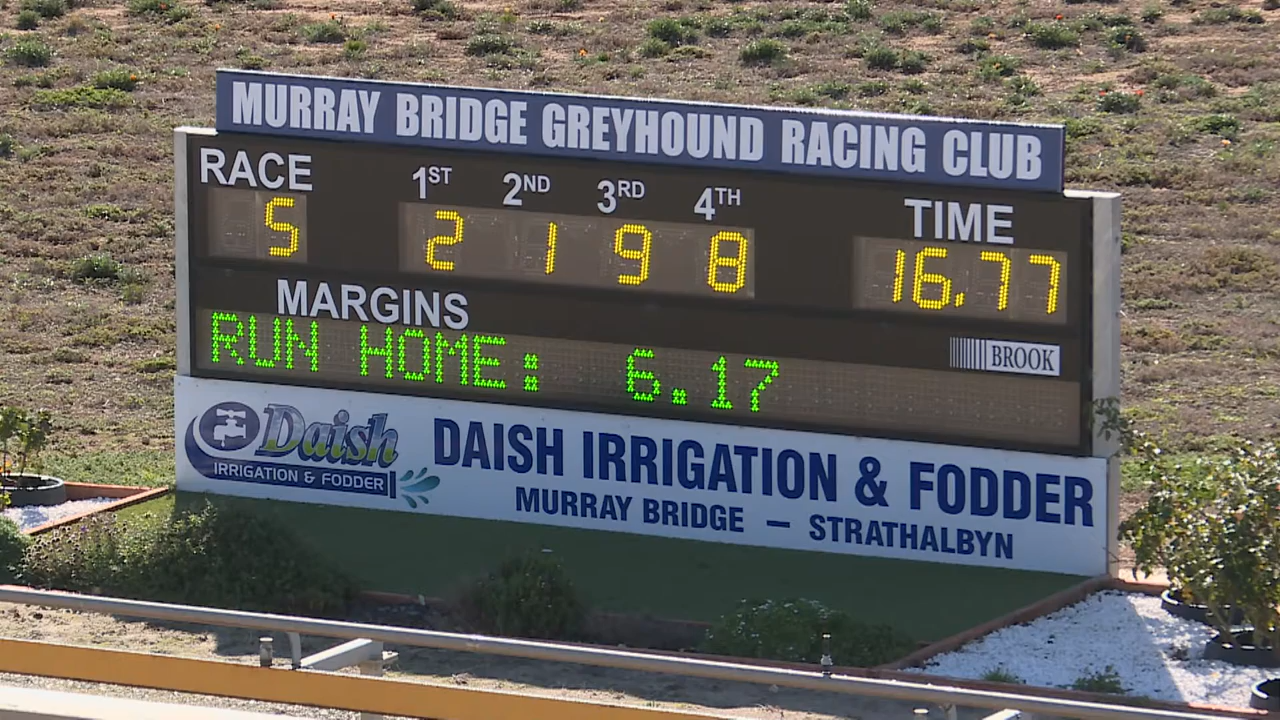 MURRAY BRIDGE GREYHOUND RACING CLUB
RACE 1ST 2ND 3RD 4TH TIME
5 2 1 9 8 16.77
MARGINS
RUN HOME: 6.17
BROOK
Daish
IRRIGATION & FODDER
DAISH IRRIGATION & FODDER
MURRAY BRIDGE – STRATHALBYN